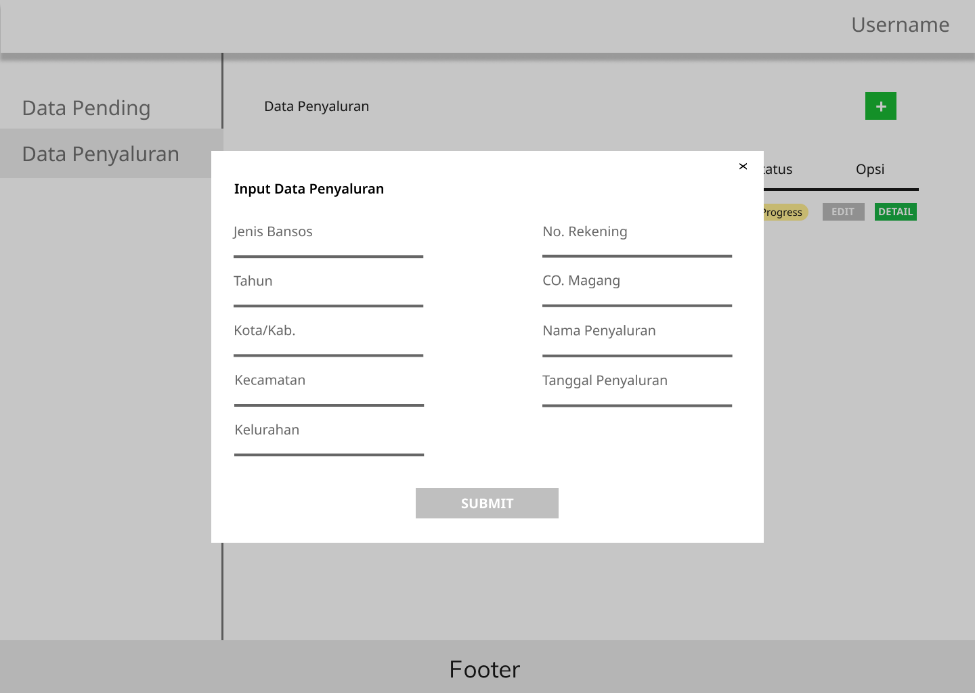 Username
Data Pending
Data Penyaluran
Data Penyaluran
+
Opsi
Progress
EDIT
DETAIL
×
Input Data Penyaluran
Jenis Bansos
No. Rekening
Tahun
CO. Magang
Kota/Kab.
Nama Penyaluran
Kecamatan
Tanggal Penyaluran
Kelurahan
SUBMIT
Footer